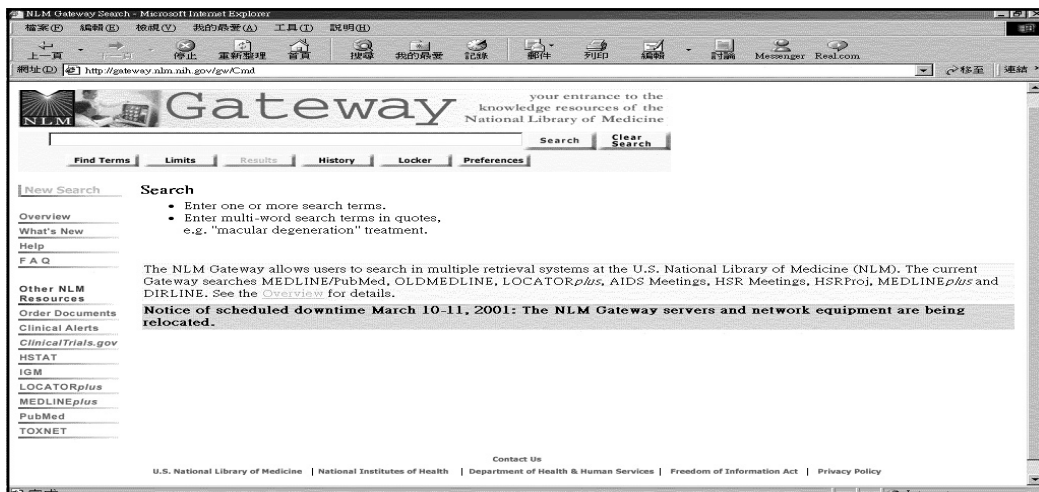 NLM Gateway Search - Microsoft Internet Explorer
檔案(F) 編輯(E) 檢視(V) 我的最愛(A) 工具(T) 說明(H)
上一頁 停止 重新整理 首頁 搜尋 我的最愛 記錄 郵件 列印 編輯 討論 Messenger Real.com
網址(D) http://gateway.nlm.nih.gov/gw/Cmd 移至 連結
NLM Gateway
your entrance to the
knowledge resources of the
National Library of Medicine
Search Clear Search
Find Terms Limits Results History Locker Preferences
New Search
Overview
What's New
Help
FAQ
Other NLM
Resources
Order Documents
Clinical Alerts
ClinicalTrials.gov
HSTAT
IGM
LOCATORplus
MEDLINEplus
PubMed
TOXNET
Search
• Enter one or more search terms.
• Enter multi-word search terms in quotes,
e.g. "macular degeneration" treatment.
The NLM Gateway allows users to search in multiple retrieval systems at the U.S. National Library of Medicine (NLM). The current
Gateway searches MEDLINE/PubMed, OLDMEDLINE, LOCATORplus, AIDS Meetings, HSR Meetings, HSRProj, MEDLINEplus and
DIRLINE. See the Overview for details.
Notice of scheduled downtime March 10-11, 2001: The NLM Gateway servers and network equipment are being
relocated.
Contact Us
U.S. National Library of Medicine | National Institutes of Health | Department of Health & Human Services | Freedom of Information Act | Privacy Policy